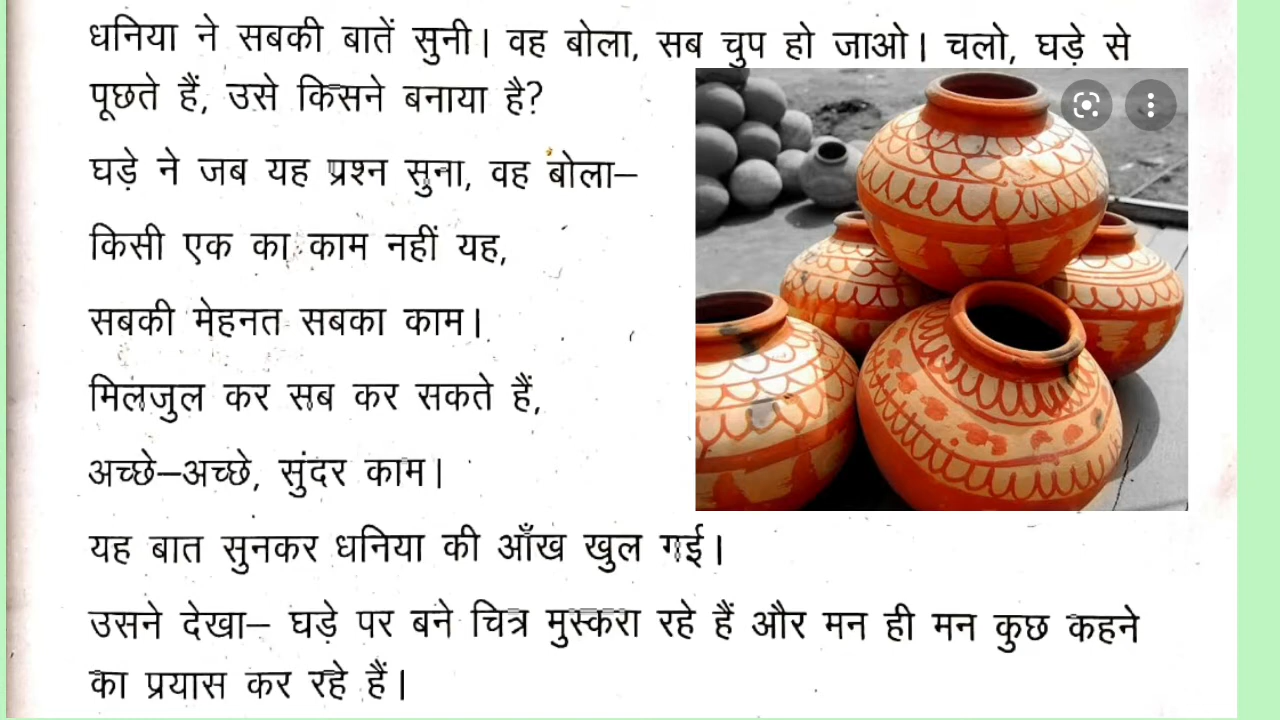 धनिया ने सबकी बातें सुनी। वह बोला, सब चुप हो जाओ। चलो, घड़े से
पूछते हैं, उसे किसने बनाया है?
घड़े ने जब यह प्रश्न सुना, वह बोला–
किसी एक का काम नहीं यह,
सबकी मेहनत सबका काम।
मिलजुल कर सब कर सकते हैं,
अच्छे–अच्छे, सुंदर काम।
यह बात सुनकर धनिया की आँख खुल गई।
उसने देखा– घड़े पर बने चित्र मुस्करा रहे हैं और मन ही मन कुछ कहने
का प्रयास कर रहे हैं।